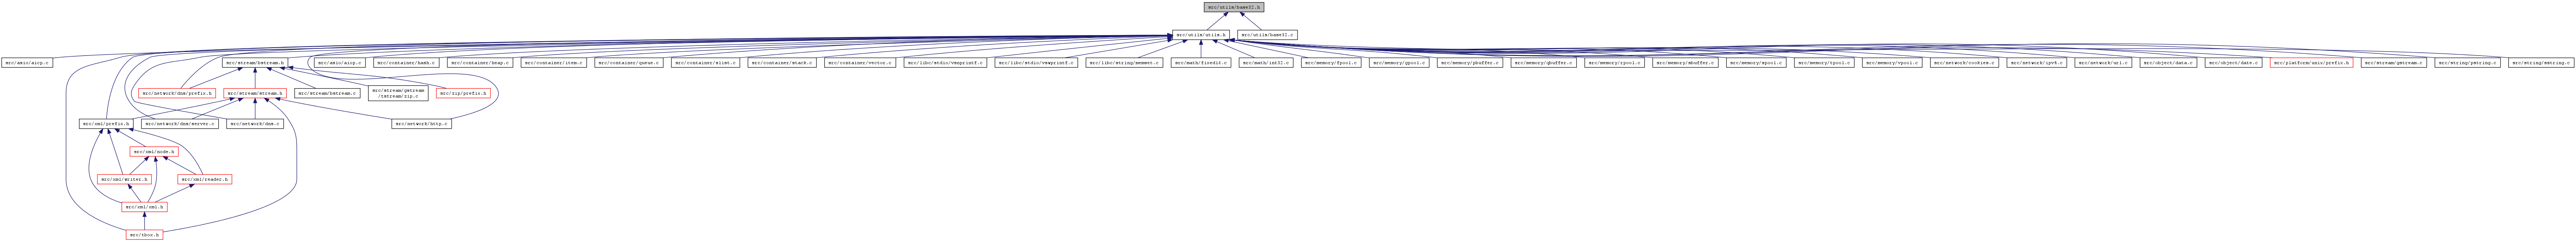 src/utils/base32.h
src/utils/utils.h
src/utils/base32.c
src/asio/aicp.c
src/stream/bstream.h
src/asio/aiop.c
src/container/hash.c
src/container/heap.c
src/container/item.c
src/container/queue.c
src/container/slist.c
src/container/stack.c
src/container/vector.c
src/libc/stdio/vsnprintf.c
src/libc/stdio/vswprintf.c
src/libc/string/memset.c
src/math/fixed16.c
src/math/int32.c
src/memory/fpool.c
src/memory/gpool.c
src/memory/pbuffer.c
src/memory/qbuffer.c
src/memory/rpool.c
src/memory/sbuffer.c
src/memory/spool.c
src/memory/tpool.c
src/memory/vpool.c
src/network/cookies.c
src/network/ipv4.c
src/network/url.c
src/object/data.c
src/object/date.c
src/platform/unix/prefix.h
src/stream/gstream.c
src/string/pstring.c
src/string/sstring.c
src/network/dns/prefix.h
src/stream/stream.h
src/stream/bstream.c
src/stream/gstream
/tstream/zip.c
src/zip/prefix.h
src/xml/prefix.h
src/network/dns/server.c
src/network/dns.c
src/network/http.c
src/xml/node.h
src/xml/writer.h
src/xml/reader.h
src/xml/xml.h
src/tbox.h